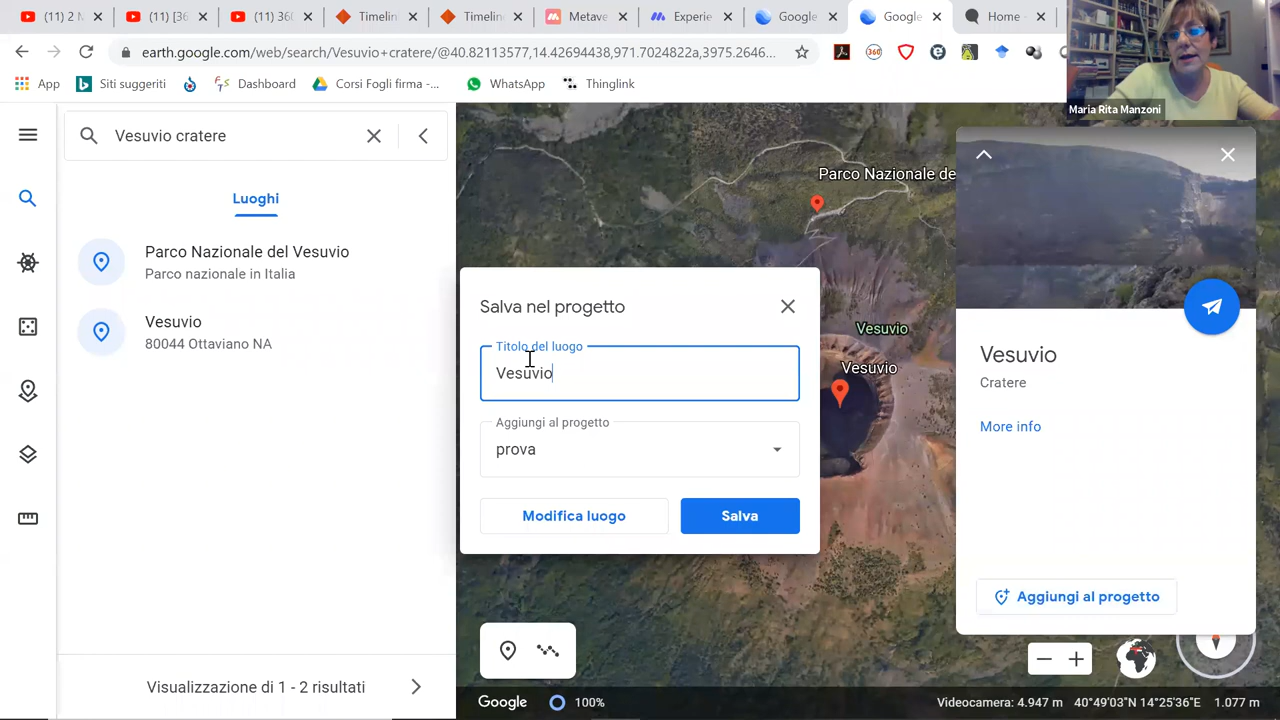 (11) 2 M
(11) [36
(11) 360
Timelin
Timelin
Metave
Experie
Google
Google
Home -
earth.google.com/web/search/Vesuvio+cratere/@40.82113577,14.42694438,971.7024822a,3975.2646...
App
Siti suggeriti
Dashboard
Corsi Fogli firma -...
WhatsApp
Thinglink
Maria Rita Manzoni
Vesuvio cratere
Luoghi
Parco Nazionale del Vesuvio
Parco nazionale in Italia
Vesuvio
80044 Ottaviano NA
Visualizzazione di 1 - 2 risultati
Parco Nazionale de
Vesuvio
Vesuvio
Salva nel progetto
Titolo del luogo
Vesuvio
Aggiungi al progetto
prova
Modifica luogo
Salva
Vesuvio
Cratere
More info
Aggiungi al progetto
Google
100%
Videocamera: 4.947 m 40°49'03"N 14°25'36"E 1.077 m